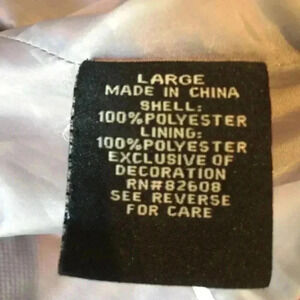 LARGE
MADE IN CHINA
SHELL:
100%POLYESTER
LINING:
100%POLYESTER
EXCLUSIVE OF
DECORATION
RN#82608
SEE REVERSE
FOR CARE